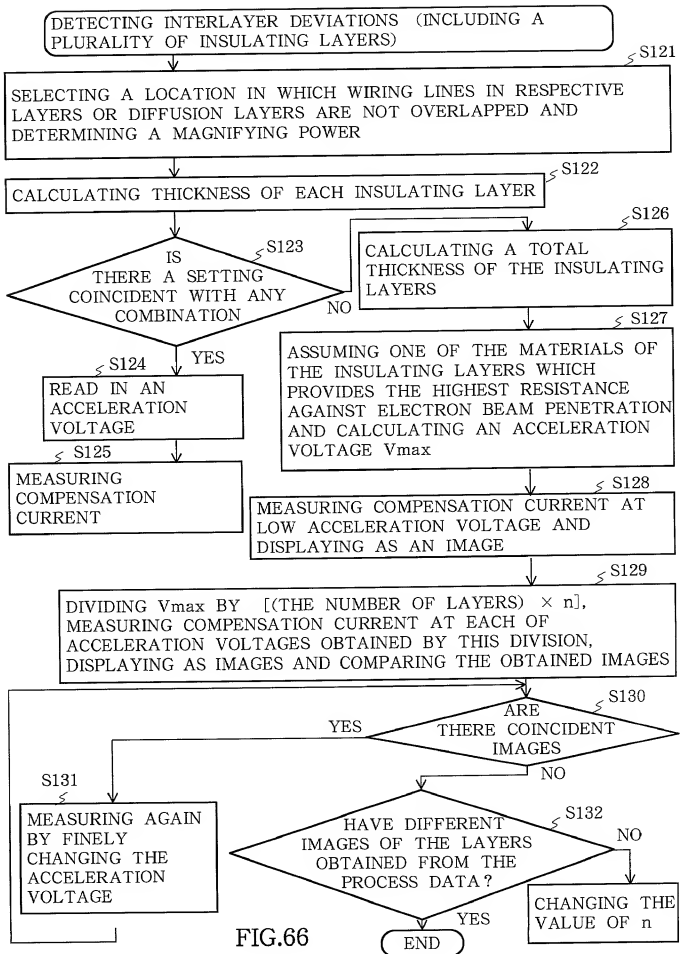 DETECTING INTERLAYER DEVIATIONS (INCLUDING A
PLURALITY OF INSULATING LAYERS)
S121
SELECTING A LOCATION IN WHICH WIRING LINES IN RESPECTIVE
LAYERS OR DIFFUSION LAYERS ARE NOT OVERLAPPED AND
DETERMINING A MAGNIFYING POWER
S122
CALCULATING THICKNESS OF EACH INSULATING LAYER
S123
IS
THERE A SETTING
COINCIDENT WITH ANY
COMBINATION
NO
YES
S124
READ IN AN
ACCELERATION
VOLTAGE
S125
MEASURING
COMPENSATION
CURRENT
S126
CALCULATING A TOTAL
THICKNESS OF THE INSULATING
LAYERS
S127
ASSUMING ONE OF THE MATERIALS OF
THE INSULATING LAYERS WHICH
PROVIDES THE HIGHEST RESISTANCE
AGAINST ELECTRON BEAM PENETRATION
AND CALCULATING AN ACCELERATION
VOLTAGE Vmax
S128
MEASURING COMPENSATION CURRENT AT
LOW ACCELERATION VOLTAGE AND
DISPLAYING AS AN IMAGE
S129
DIVIDING Vmax BY [(THE NUMBER OF LAYERS) × n],
MEASURING COMPENSATION CURRENT AT EACH OF
ACCELERATION VOLTAGES OBTAINED BY THIS DIVISION,
DISPLAYING AS IMAGES AND COMPARING THE OBTAINED IMAGES
S130
ARE
THERE COINCIDENT
IMAGES
YES
NO
S131
MEASURING AGAIN
BY FINELY
CHANGING THE
ACCELERATION
VOLTAGE
S132
HAVE DIFFERENT
IMAGES OF THE LAYERS
OBTAINED FROM THE
PROCESS DATA?
NO
YES
CHANGING THE
VALUE OF n
END
FIG.66